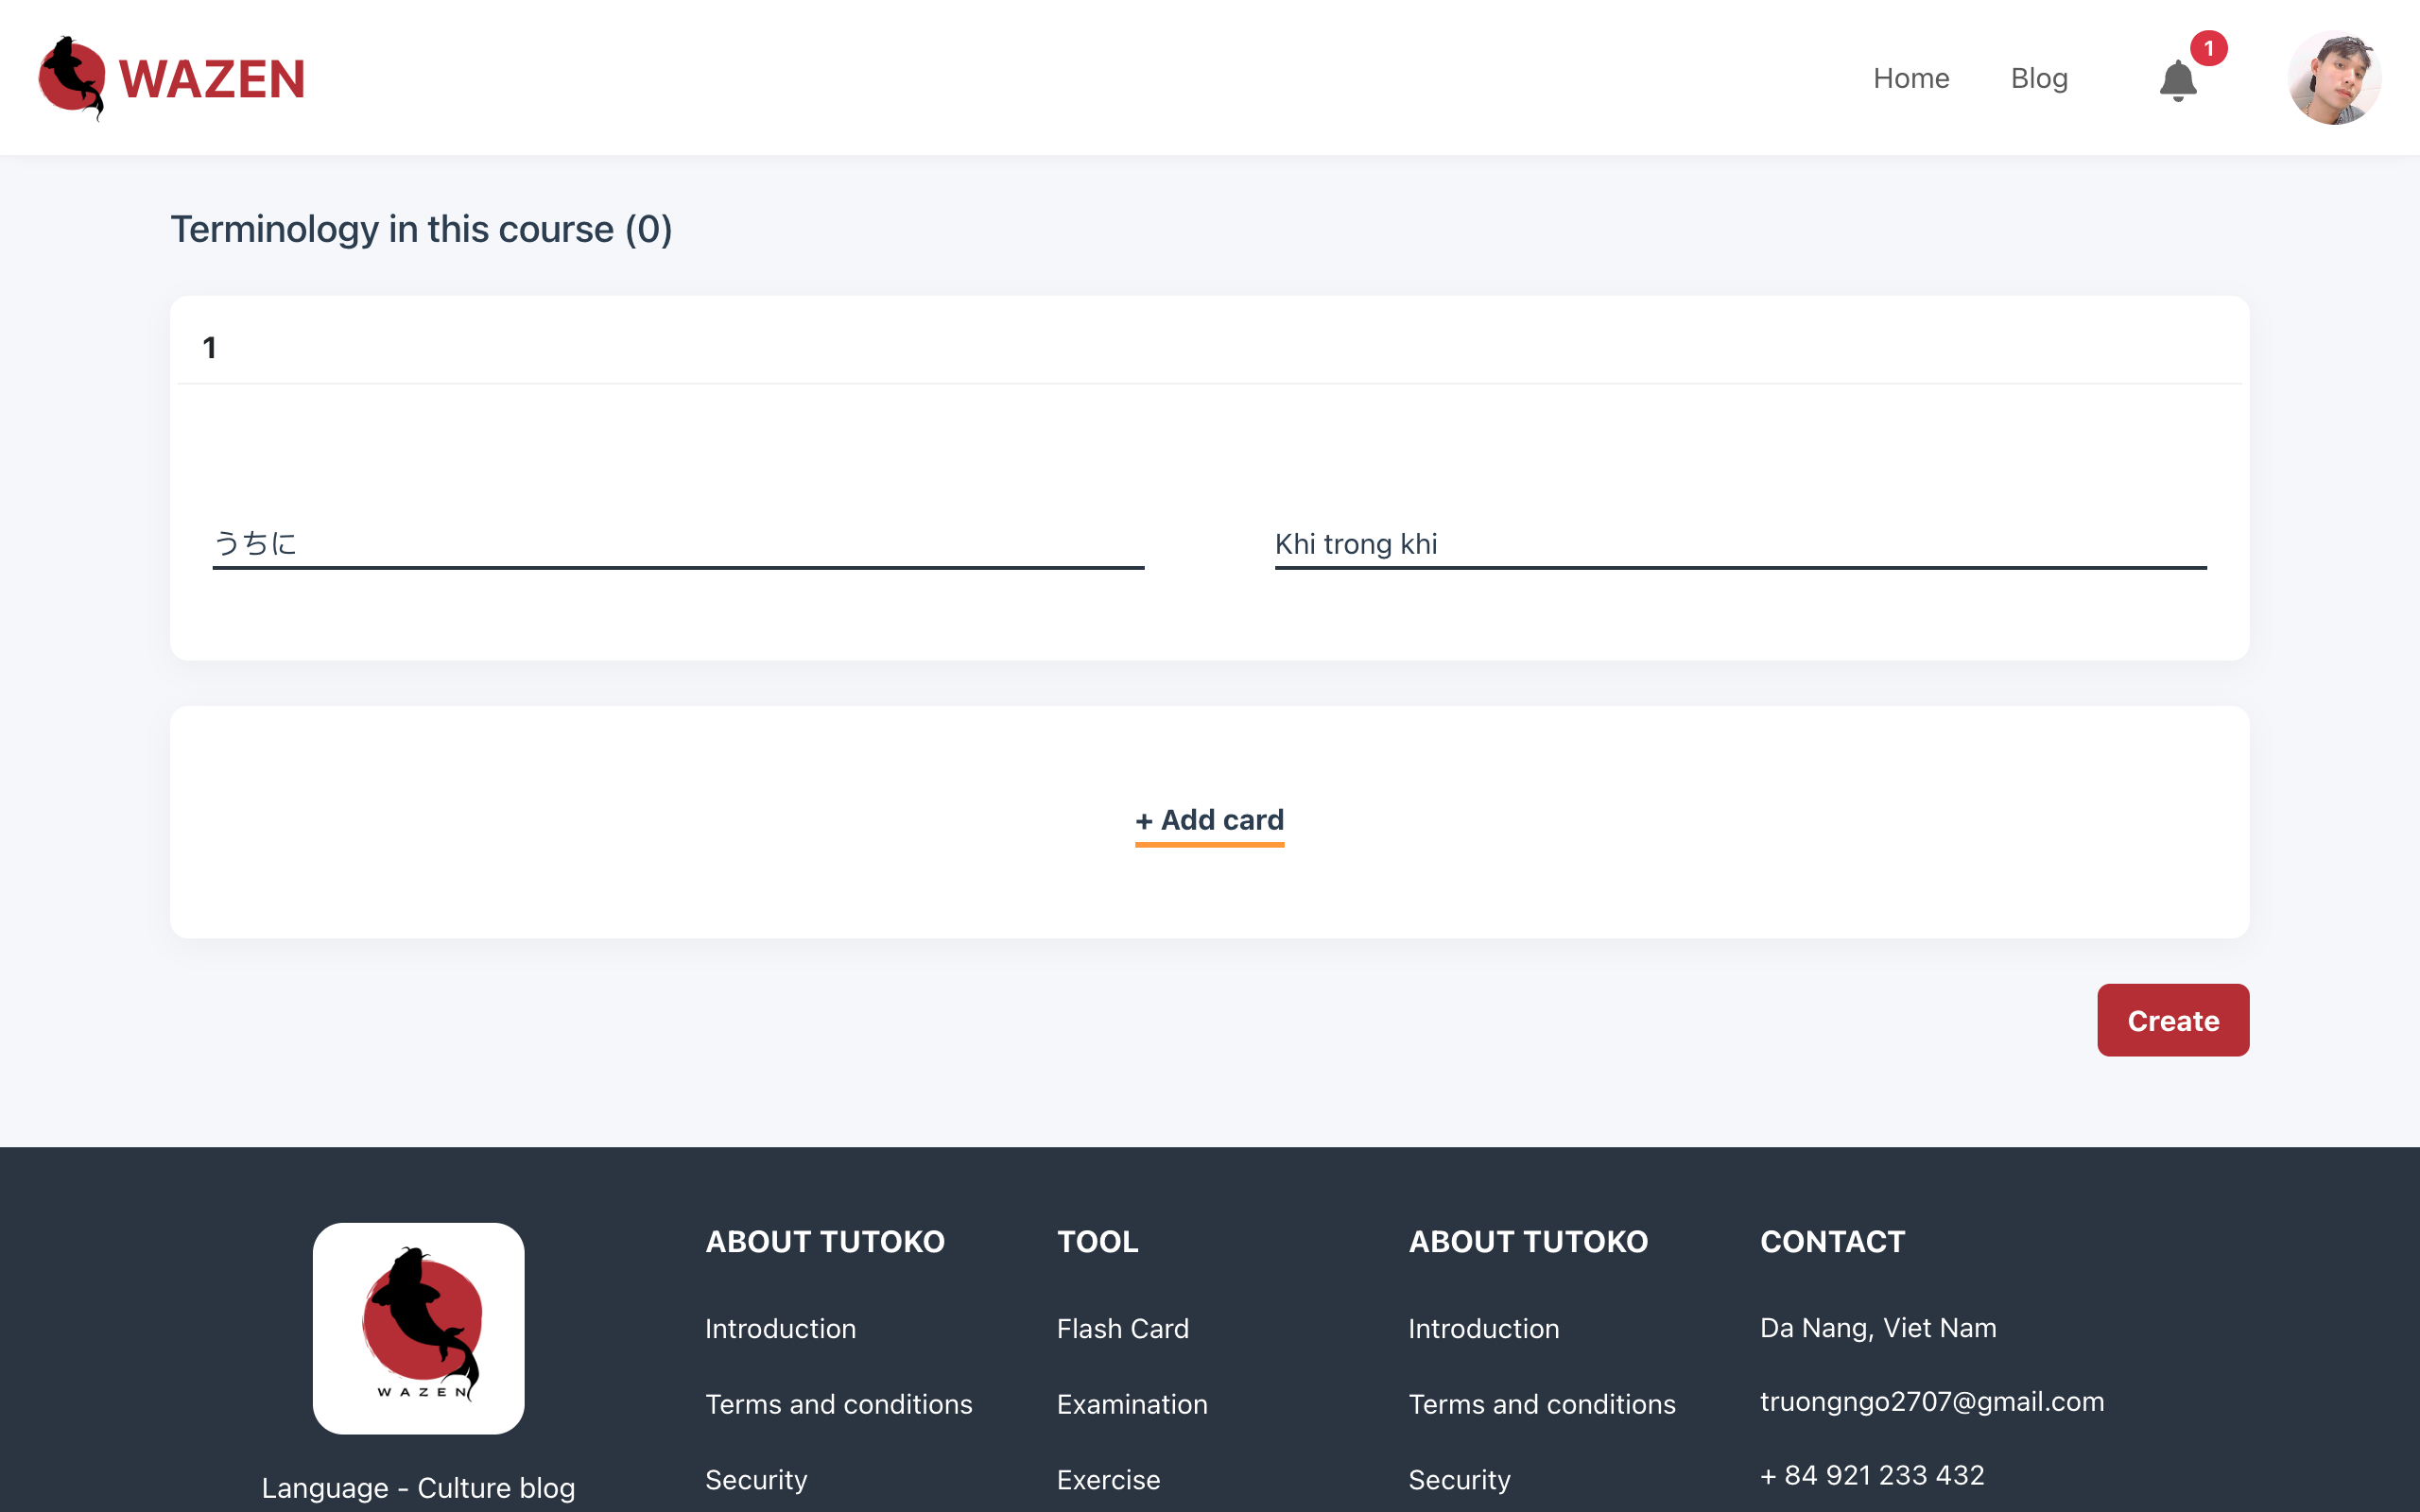 WAZEN
Home
Blog
1
Terminology in this course (0)
1
うちに
Khi trong khi
+ Add card
Create
WAZEN
Language - Culture blog
ABOUT TUTOKO
Introduction
Terms and conditions
Security
TOOL
Flash Card
Examination
Exercise
ABOUT TUTOKO
Introduction
Terms and conditions
Security
CONTACT
Da Nang, Viet Nam
truongngo2707@gmail.com
+ 84 921 233 432